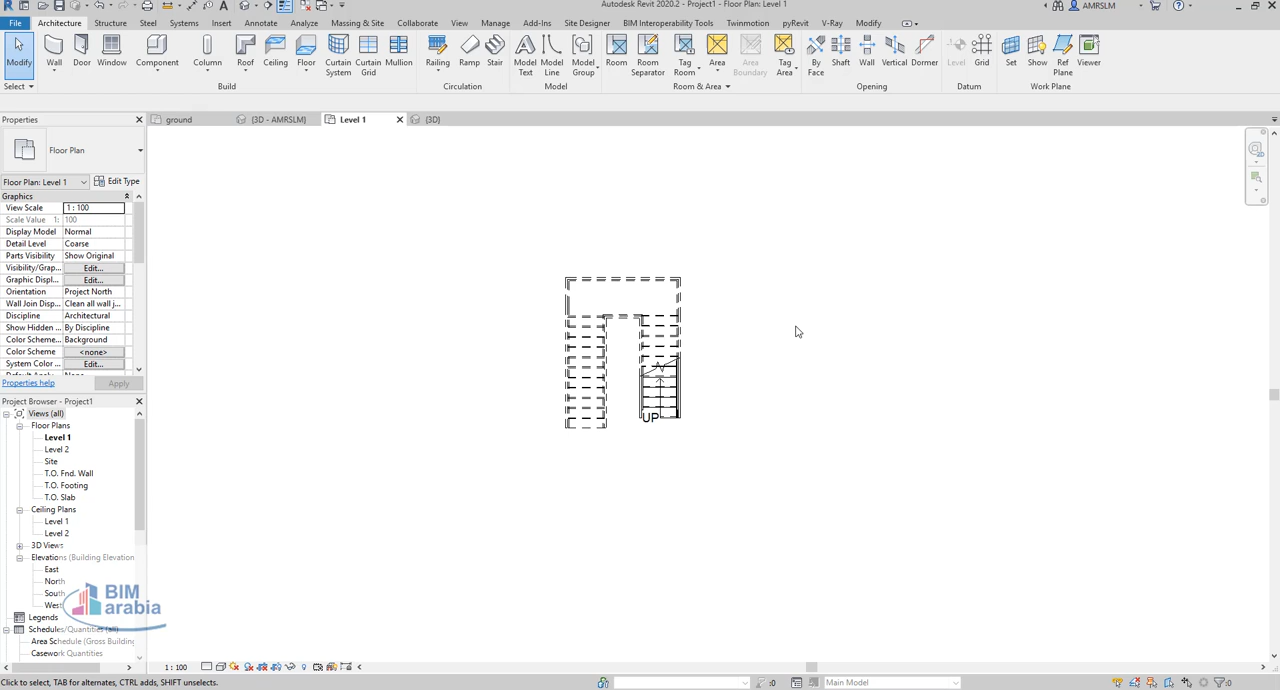 Autodesk Revit 2020.2 - Floor Plan: Level 1
AMRSLM
File Architecture Structure Steel Systems Insert Annotate Analyze Massing & Site Collaborate View Manage Add-Ins Site Designer BIM Interoperability Tools Twinmotion pyRevit V-Ray Modify
Modify Wall Door Window Component Column Roof Ceiling Floor Curtain System Curtain Grid Mullion Railing Ramp Stair Model Text Model Line Model Group Room Room Separator Tag Room Area Area Boundary Tag Area By Face Shaft Wall Vertical Dormer Level Grid Set Show Ref Plane Viewer
Select Build Circulation Model Room & Area Opening Datum Work Plane
Properties
ground
(3D - AMRSLM)
Level 1
(3D)
Floor Plan
Floor Plan: Level 1 Edit Type
Graphics
View Scale 1 : 100
Scale Value 1: 100
Display Model Normal
Detail Level Coarse
Parts Visibility Show Original
Visibility/Grap... Edit...
Graphic Displ... Edit...
Orientation Project North
Wall Join Disp... Clean all wall j...
Discipline Architectural
Show Hidden By Discipline
Color Scheme... Background
Color Scheme <none>
System Color ... Edit...
Properties help Apply
Project Browser - Project1
Views (all)
Floor Plans
Level 1
Level 2
Site
T.O. Fnd. Wall
T.O. Footing
T.O. Slab
Ceiling Plans
Level 1
Level 2
3D Views
Elevations (Building Elevation
East
North
South
West
Legends
Schedules/Quantities (all)
Area Schedule (Gross Building
Casework Quantities
BIM
arabia
UP
1 : 100
Click to select, TAB for alternates, CTRL adds, SHIFT unselects.
:0
Main Model
:0